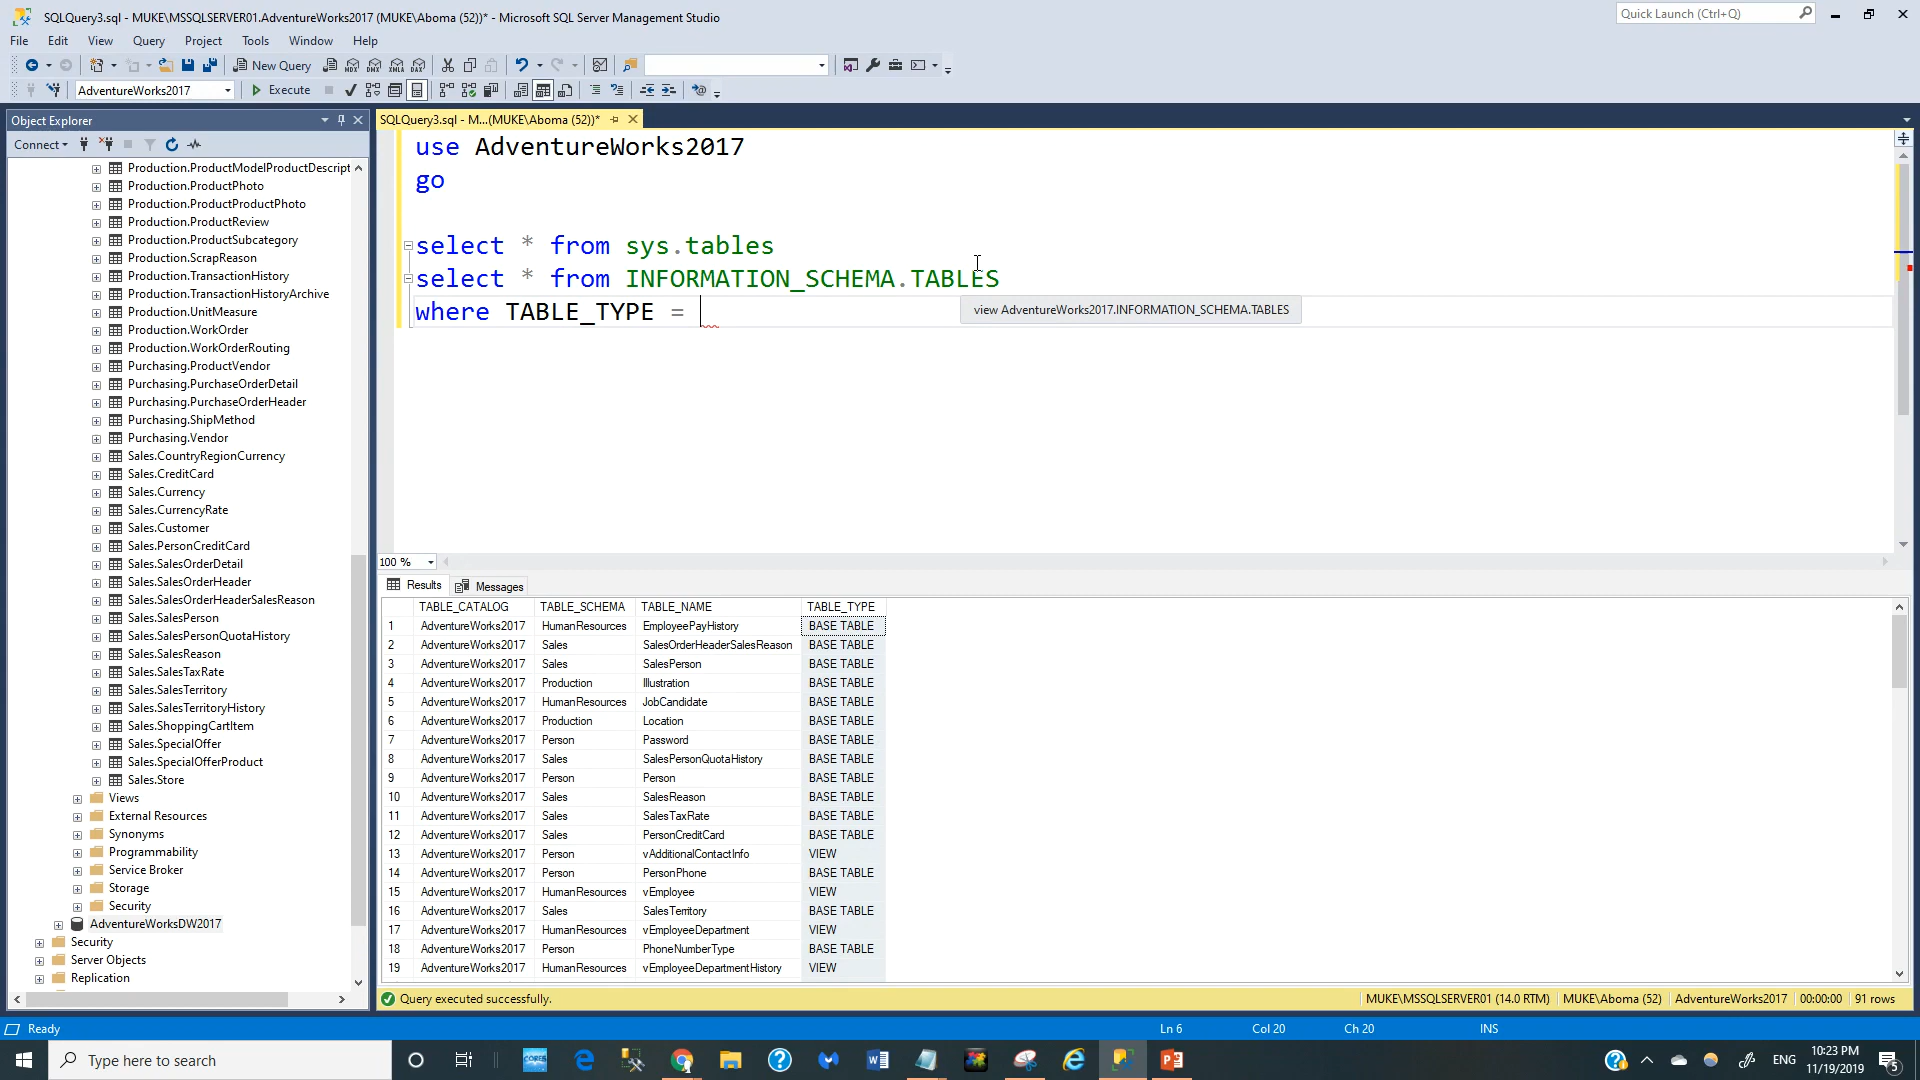 SQLQuery3.sql - MUKE\MSSQLSERVER01.AdventureWorks2017 (MUKE\Aboma (52))* - Microsoft SQL Server Management Studio
Quick Launch (Ctrl+Q)
File Edit View Query Project Tools Window Help
New Query
MDX DMX XMLA DAX
AdventureWorks2017 Execute
Object Explorer
Connect
Production.ProductModelProductDescript
Production.ProductPhoto
Production.ProductProductPhoto
Production.ProductReview
Production.ProductSubcategory
Production.ScrapReason
Production.TransactionHistory
Production.TransactionHistoryArchive
Production.UnitMeasure
Production.WorkOrder
Production.WorkOrderRouting
Purchasing.ProductVendor
Purchasing.PurchaseOrderDetail
Purchasing.PurchaseOrderHeader
Purchasing.ShipMethod
Purchasing.Vendor
Sales.CountryRegionCurrency
Sales.CreditCard
Sales.Currency
Sales.CurrencyRate
Sales.Customer
Sales.PersonCreditCard
Sales.SalesOrderDetail
Sales.SalesOrderHeader
Sales.SalesOrderHeaderSalesReason
Sales.SalesPerson
Sales.SalesPersonQuotaHistory
Sales.SalesReason
Sales.SalesTaxRate
Sales.SalesTerritory
Sales.SalesTerritoryHistory
Sales.ShoppingCartItem
Sales.SpecialOffer
Sales.SpecialOfferProduct
Sales.Store
Views
External Resources
Synonyms
Programmability
Service Broker
Storage
Security
AdventureWorksDW2017
Security
Server Objects
Replication
SQLQuery3.sql - M...(MUKE\Aboma (52))*
use AdventureWorks2017
go
select * from sys.tables
select * from INFORMATION_SCHEMA.TABLES
where TABLE_TYPE =
view AdventureWorks2017.INFORMATION_SCHEMA.TABLES
100 %
Results Messages
TABLE_CATALOG TABLE_SCHEMA TABLE_NAME TABLE_TYPE
1 AdventureWorks2017 HumanResources EmployeePayHistory BASE TABLE
2 AdventureWorks2017 Sales SalesOrderHeaderSalesReason BASE TABLE
3 AdventureWorks2017 Sales SalesPerson BASE TABLE
4 AdventureWorks2017 Production Illustration BASE TABLE
5 AdventureWorks2017 HumanResources JobCandidate BASE TABLE
6 AdventureWorks2017 Production Location BASE TABLE
7 AdventureWorks2017 Person Password BASE TABLE
8 AdventureWorks2017 Sales SalesPersonQuotaHistory BASE TABLE
9 AdventureWorks2017 Person Person BASE TABLE
10 AdventureWorks2017 Sales SalesReason BASE TABLE
11 AdventureWorks2017 Sales SalesTaxRate BASE TABLE
12 AdventureWorks2017 Sales PersonCreditCard BASE TABLE
13 AdventureWorks2017 Person vAdditionalContactInfo VIEW
14 AdventureWorks2017 Person PersonPhone BASE TABLE
15 AdventureWorks2017 HumanResources vEmployee VIEW
16 AdventureWorks2017 Sales SalesTerritory BASE TABLE
17 AdventureWorks2017 HumanResources vEmployeeDepartment VIEW
18 AdventureWorks2017 Person PhoneNumberType BASE TABLE
19 AdventureWorks2017 HumanResources vEmployeeDepartmentHistory VIEW
Query executed successfully. MUKE\MSSQLSERVER01 (14.0 RTM) MUKE\Aboma (52) AdventureWorks2017 00:00:00 91 rows
Ready Ln 6 Col 20 Ch 20 INS
Type here to search
CORES
ENG
10:23 PM
11/19/2019
5